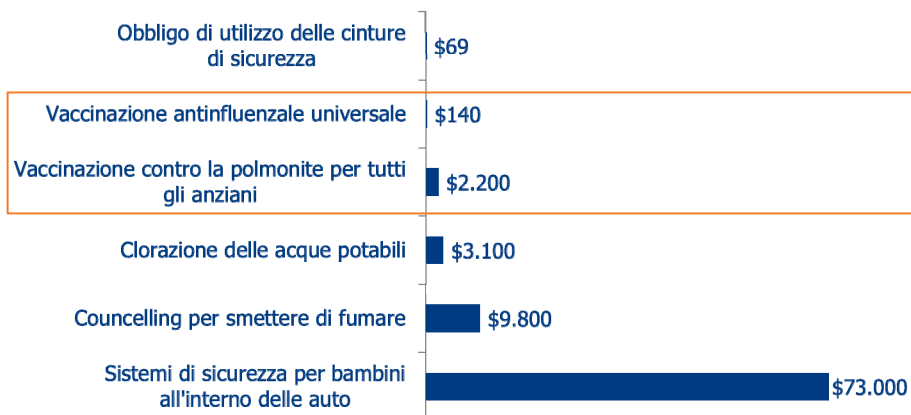 Obbligo di utilizzo delle cinture
di sicurezza
$69
Vaccinazione antinfluenzale universale
$140
Vaccinazione contro la polmonite per tutti
gli anziani
$2.200
Clorazione delle acque potabili
$3.100
Councelling per smettere di fumare
$9.800
Sistemi di sicurezza per bambini
all'interno delle auto
$73.000